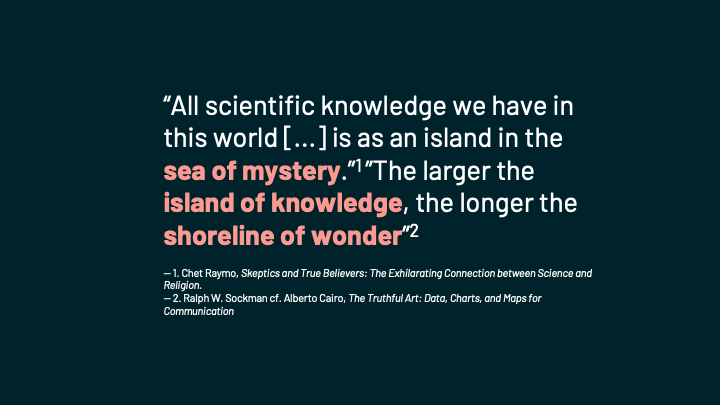 “All scientific knowledge we have in
this world [...] is as an island in the
sea of mystery.”1 ”The larger the
island of knowledge, the longer the
shoreline of wonder”2
— 1. Chet Raymo, Skeptics and True Believers: The Exhilarating Connection between Science and
Religion.
— 2. Ralph W. Sockman cf. Alberto Cairo, The Truthful Art: Data, Charts, and Maps for
Communication